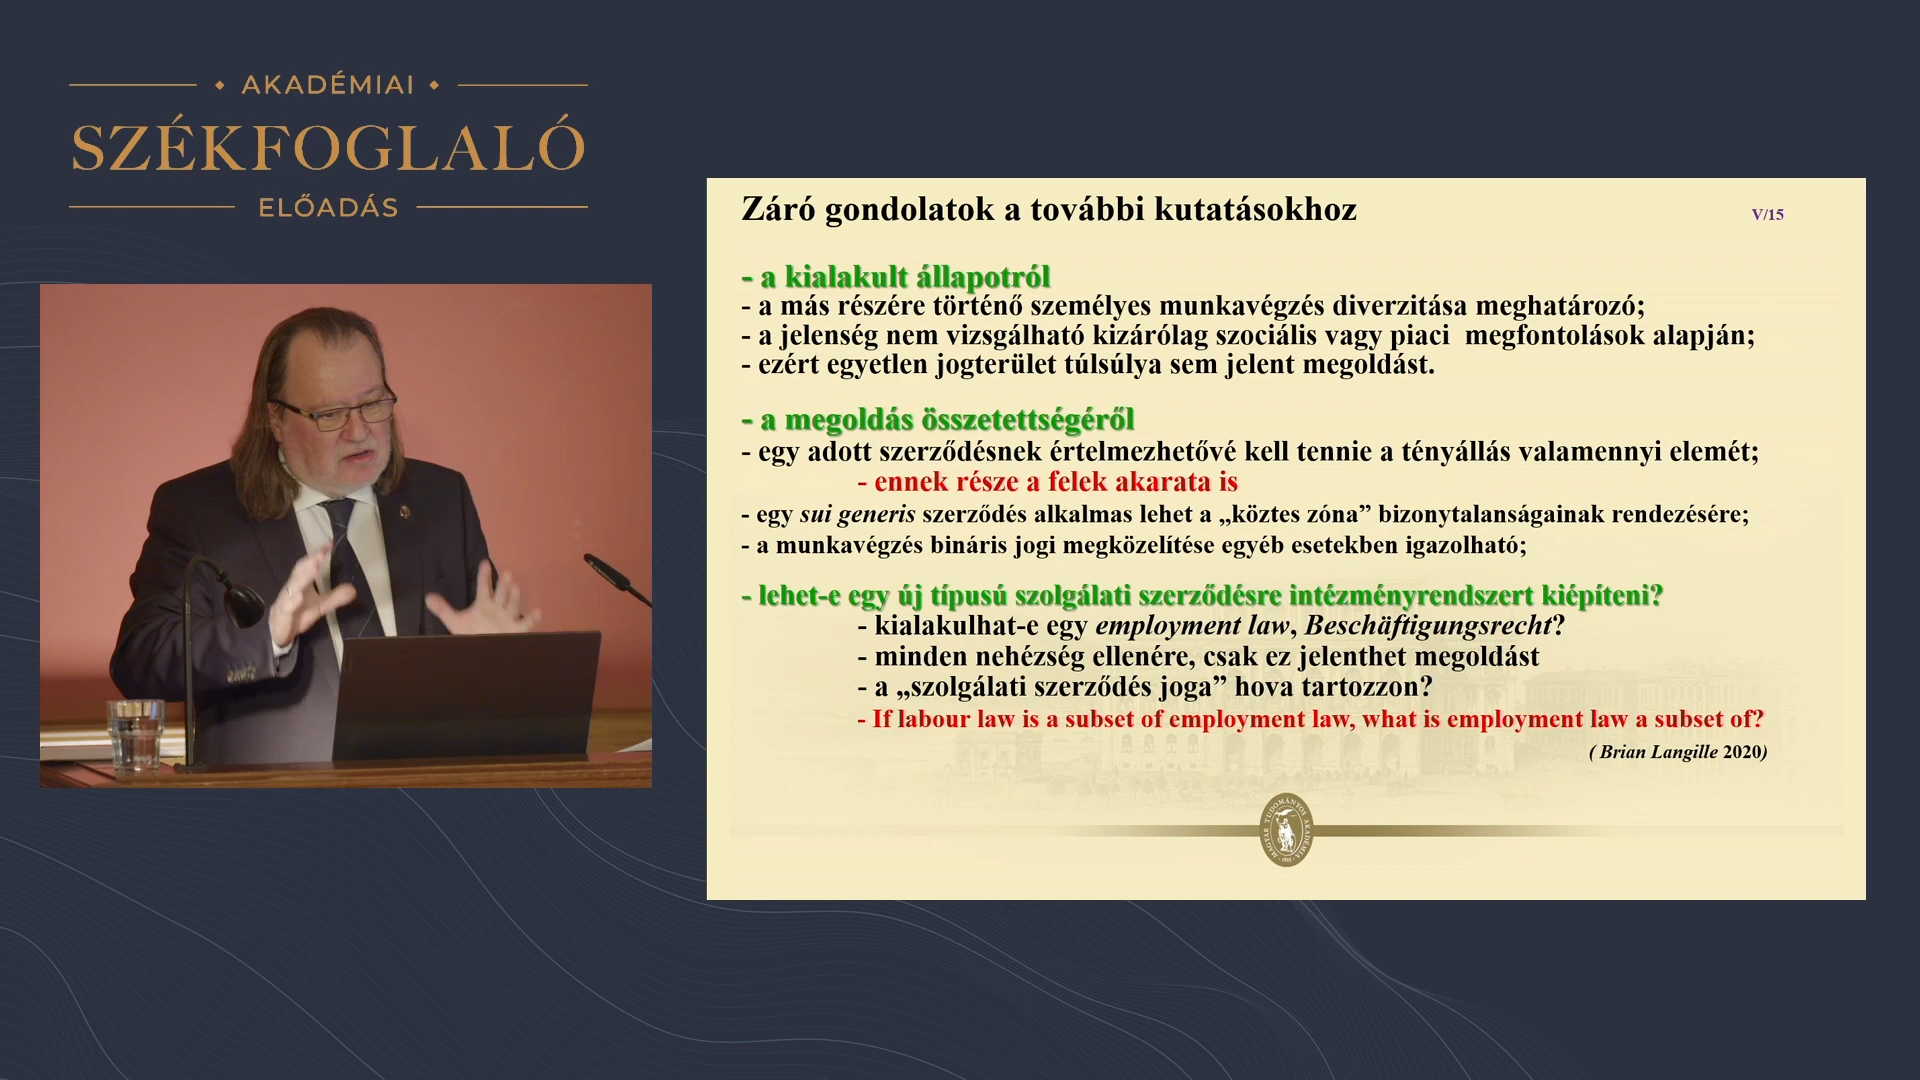 AKADÉMIAI
SZÉKFOGLALÓ
ELŐADÁS
Záró gondolatok a további kutatásokhoz
V/15
- a kialakult állapotról
- a más részére történő személyes munkavégzés diverzitása meghatározó;
- a jelenség nem vizsgálható kizárólag szociális vagy piaci megfontolások alapján;
- ezért egyetlen jogterület túlsúlya sem jelent megoldást.
- a megoldás összetettségéről
- egy adott szerződésnek értelmezhetővé kell tennie a tényállás valamennyi elemét;
- ennek része a felek akarata is
- egy sui generis szerződés alkalmas lehet a „köztes zóna” bizonytalanságainak rendezésére;
- a munkavégzés bináris jogi megközelítése egyéb esetekben igazolható;
- lehet-e egy új típusú szolgálati szerződésre intézményrendszert kiépíteni?
- kialakulhat-e egy employment law, Beschäftigungsrecht?
- minden nehézség ellenére, csak ez jelenthet megoldást
- a „szolgálati szerződés joga” hova tartozzon?
- If labour law is a subset of employment law, what is employment law a subset of?
( Brian Langille 2020)
MAGYAR TUDOMÁNYOS AKADÉMIA